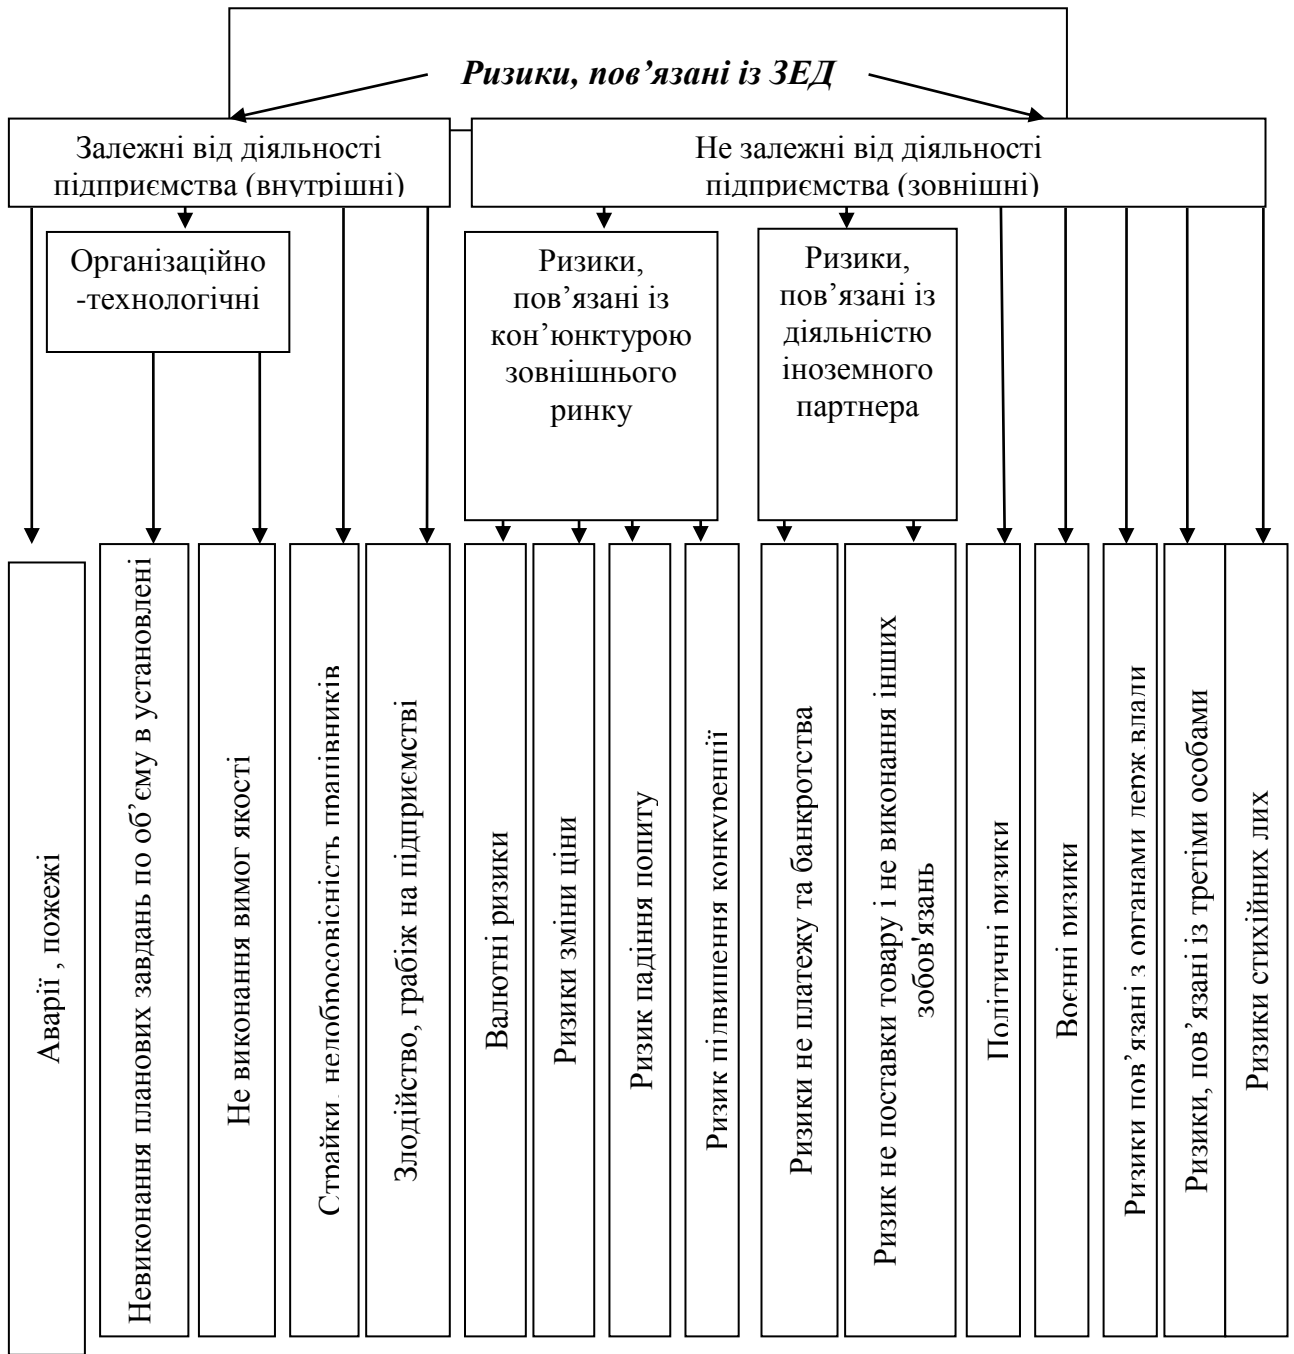 Ризики, пов’язані із ЗЕД
Залежні від діяльності
підприємства (внутрішні)
Не залежні від діяльності
підприємства (зовнішні)
Організаційно
-технологічні
Ризики,
пов’язані із
кон’юнктурою
зовнішнього
ринку
Ризики,
пов’язані із
діяльністю
іноземного
партнера
Аварії , пожежі
Невиконання планових завдань по об’єму в установлені
Не виконання вимог якості
Страйки, недобросовісність працівників
Злодійство, грабіж на підприємстві
Валютні ризики
Ризики зміни ціни
Ризик падіння попиту
Ризик підвищення конкуренції
Ризики не платежу та банкротства
Ризик не поставки товару і не виконання інших
зобов'язань
Політичні ризики
Воєнні ризики
Ризики пов’язані з органами держ.влади
Ризики, пов’язані із третіми особами
Ризики стихійних лих